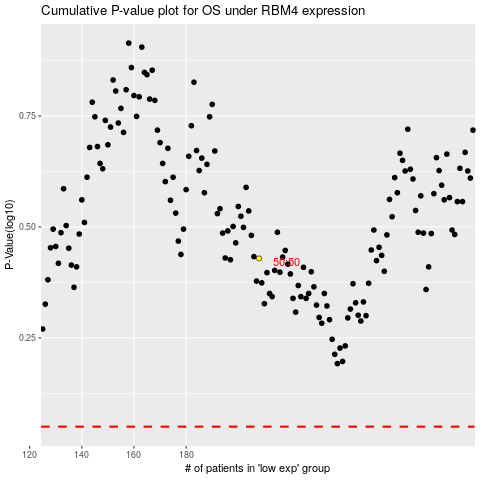 Cumulative P-value plot for OS under RBM4 expression
P-Value(log10)
0.75
0.50
0.25
50:50
120
140
160
180
# of patients in 'low exp' group